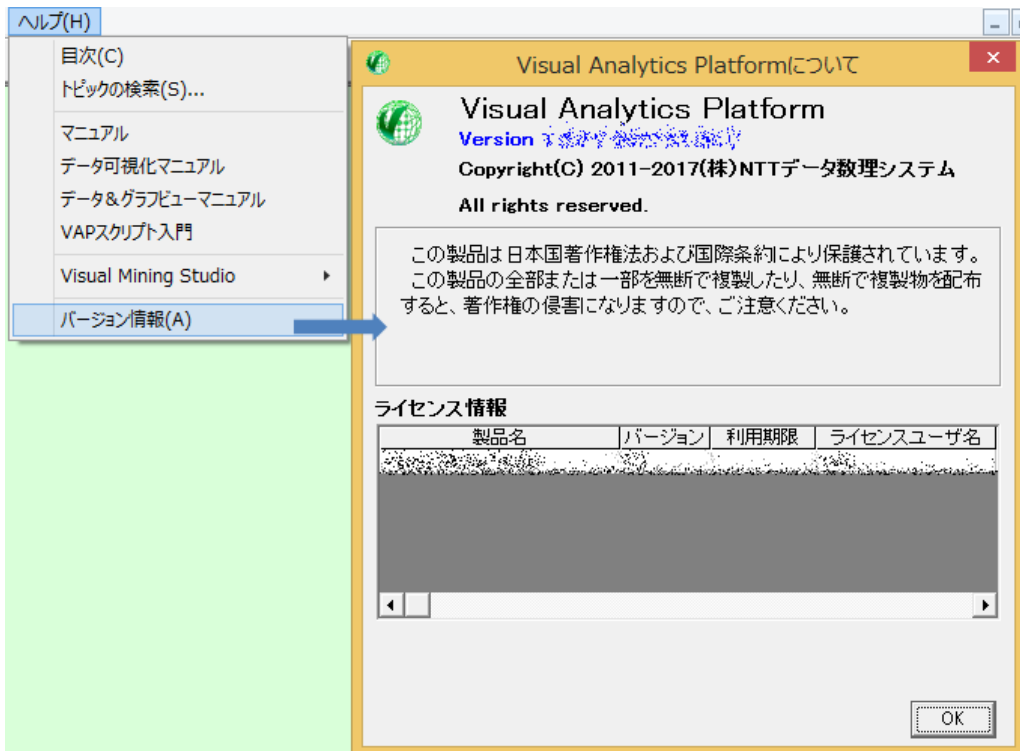 ヘルプ(H)
目次(C)
トピックの検索(S)...
マニュアル
データ可視化マニュアル
データ&グラフビューマニュアル
VAPスクリプト入門
Visual Mining Studio
バージョン情報(A)
Visual Analytics Platformについて
Visual Analytics Platform
Version
Copyright(C) 2011-2017(株)NTTデータ数理システム
All rights reserved.
この製品は日本国著作権法および国際条約により保護されています。
この製品の全部または一部を無断で複製したり、無断で複製物を配布
すると、著作権の侵害になりますので、ご注意ください。
ライセンス情報
製品名 バージョン 利用期限 ライセンスユーザ名
OK